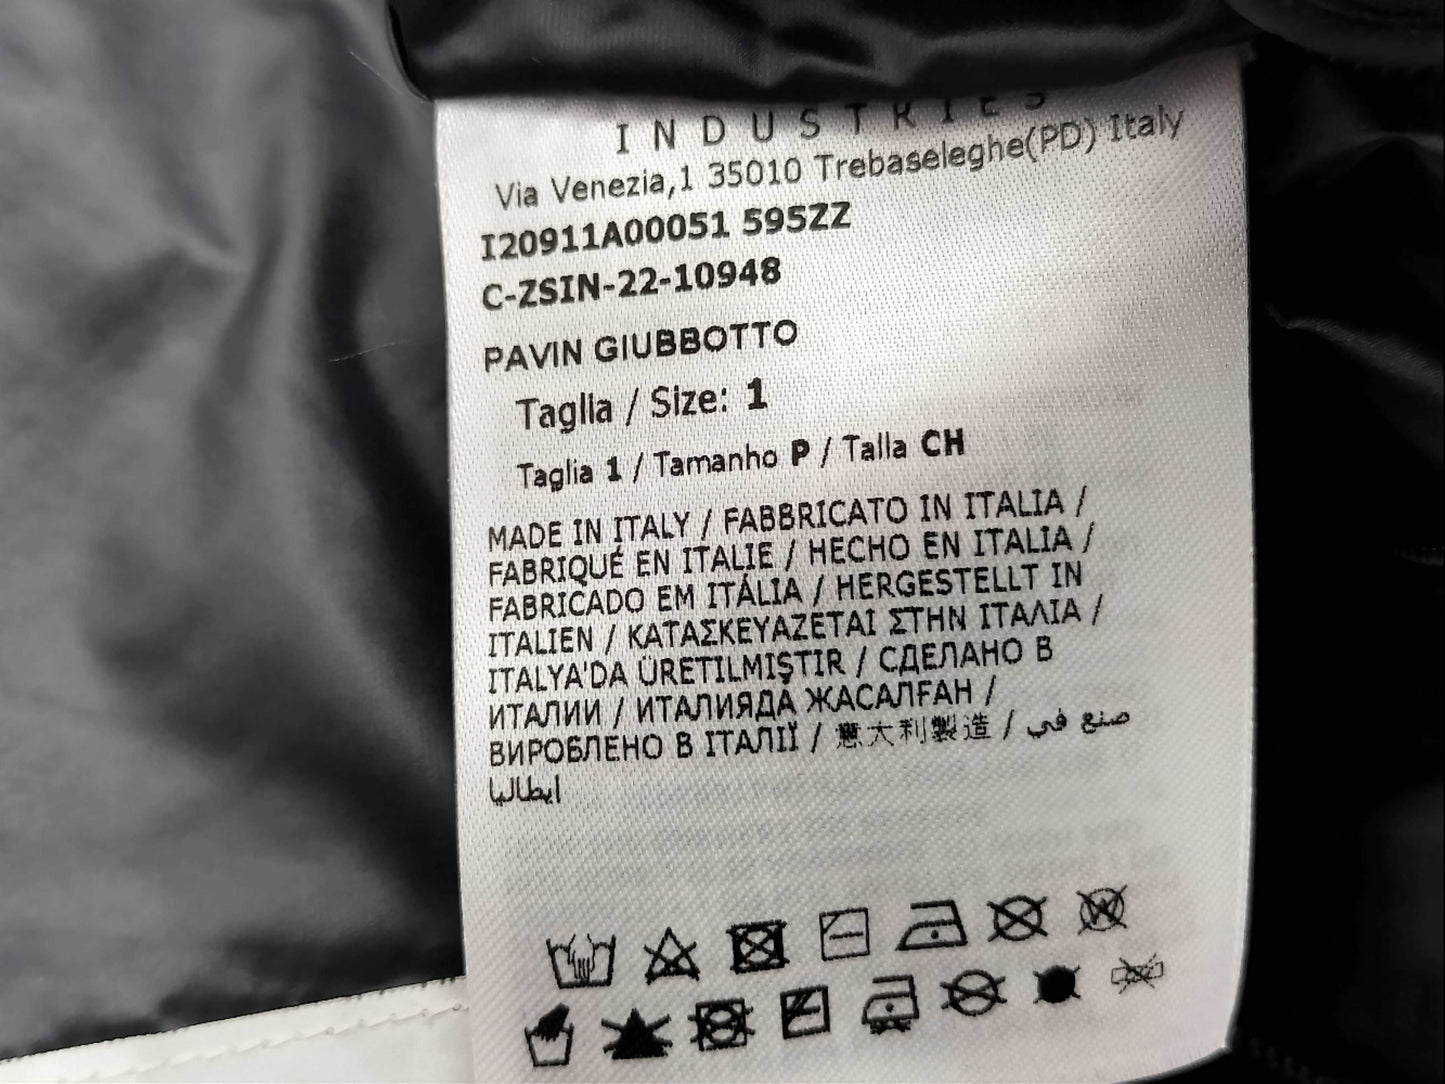 INDUSTRIES
Via Venezia,1 35010 Trebaseleghe(PD) Italy
I20911A00051 595ZZ
C-ZSIN-22-10948
PAVIN GIUBBOTTO
Taglia / Size: 1
Taglia 1 / Tamanho P / Talla CH
MADE IN ITALY / FABBRICATO IN ITALIA /
FABRIQUÉ EN ITALIE / HECHO EN ITALIA /
FABRICADO EM ITÁLIA / HERGESTELLT IN
ITALIEN / ΚΑΤΑΣΚΕΥΑΖΕΤΑΙ ΣΤΗΝ ΙΤΑΛΙΑ /
ITALYA'DA ÜRETILMIŞTIR / СДЕЛАНО В
ИТАЛИИ / ИТАЛИЯДА ЖАСАЛҒАН /
ВИРОБЛЕНО В ІТАЛІЇ / 意大利製造 / صنع في
ايطاليا